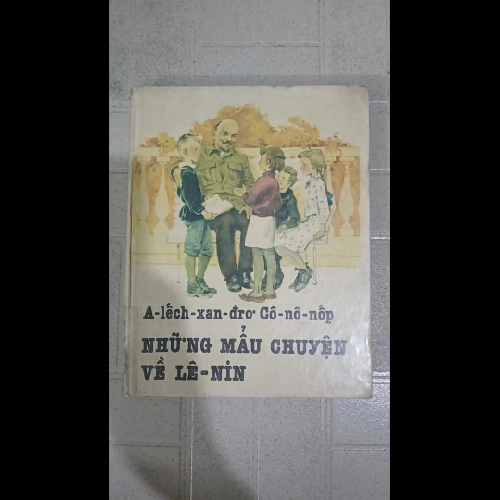 A-lếch-xan-đrơ Cô-nô-nốp
NHỮNG MẨU CHUYỆN
VỀ LÊ-NIN